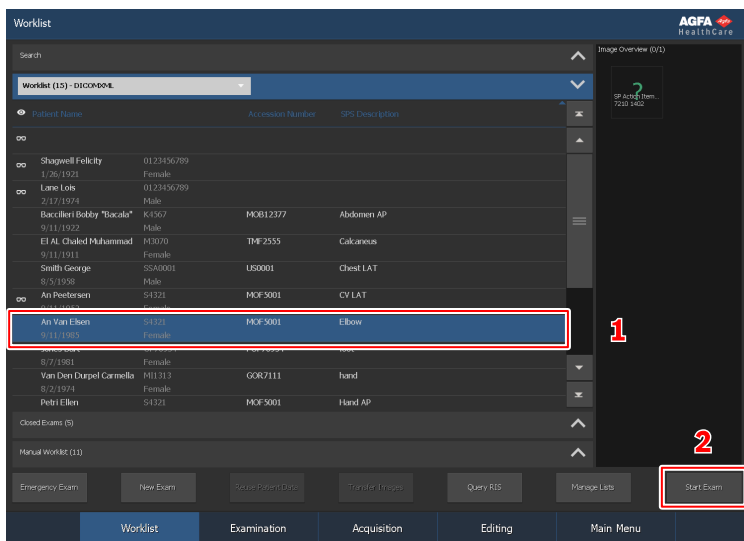 Worklist
AGFA
HealthCare
Search
Image Overview (0/1)
Worklist (15) - DICOMXML
?
SP Action Item...
7210 1402
Patient Name Accession Number SPS Description
Shagwell Felicity 0123456789
1/26/1921 Female
Lane Lois 0123456789
2/17/1974 Male
Baccilieri Bobby "Bacala" K4567 MOB12377 Abdomen AP
9/11/1922 Male
El AL Chaled Muhammad M3070 TMF2555 Calcaneus
9/11/1911 Female
Smith George SSA0001 US0001 Chest LAT
8/5/1958 Male
An Peetersen S4321 MOF5001 CV LAT
An Van Elsen S4321 MOF5001 Elbow
9/11/1985 Female
1
8/7/1981 Female
Van Den Durpel Carmella MI1313 GOR7111 hand
8/2/1974 Female
Petri Ellen S4321 MOF5001 Hand AP
Closed Exams (5)
Manual Worklist (11)
2
Emergency Exam New Exam Reuse Patient Data Transfer Images Query RIS Manage Lists Start Exam
Worklist Examination Acquisition Editing Main Menu